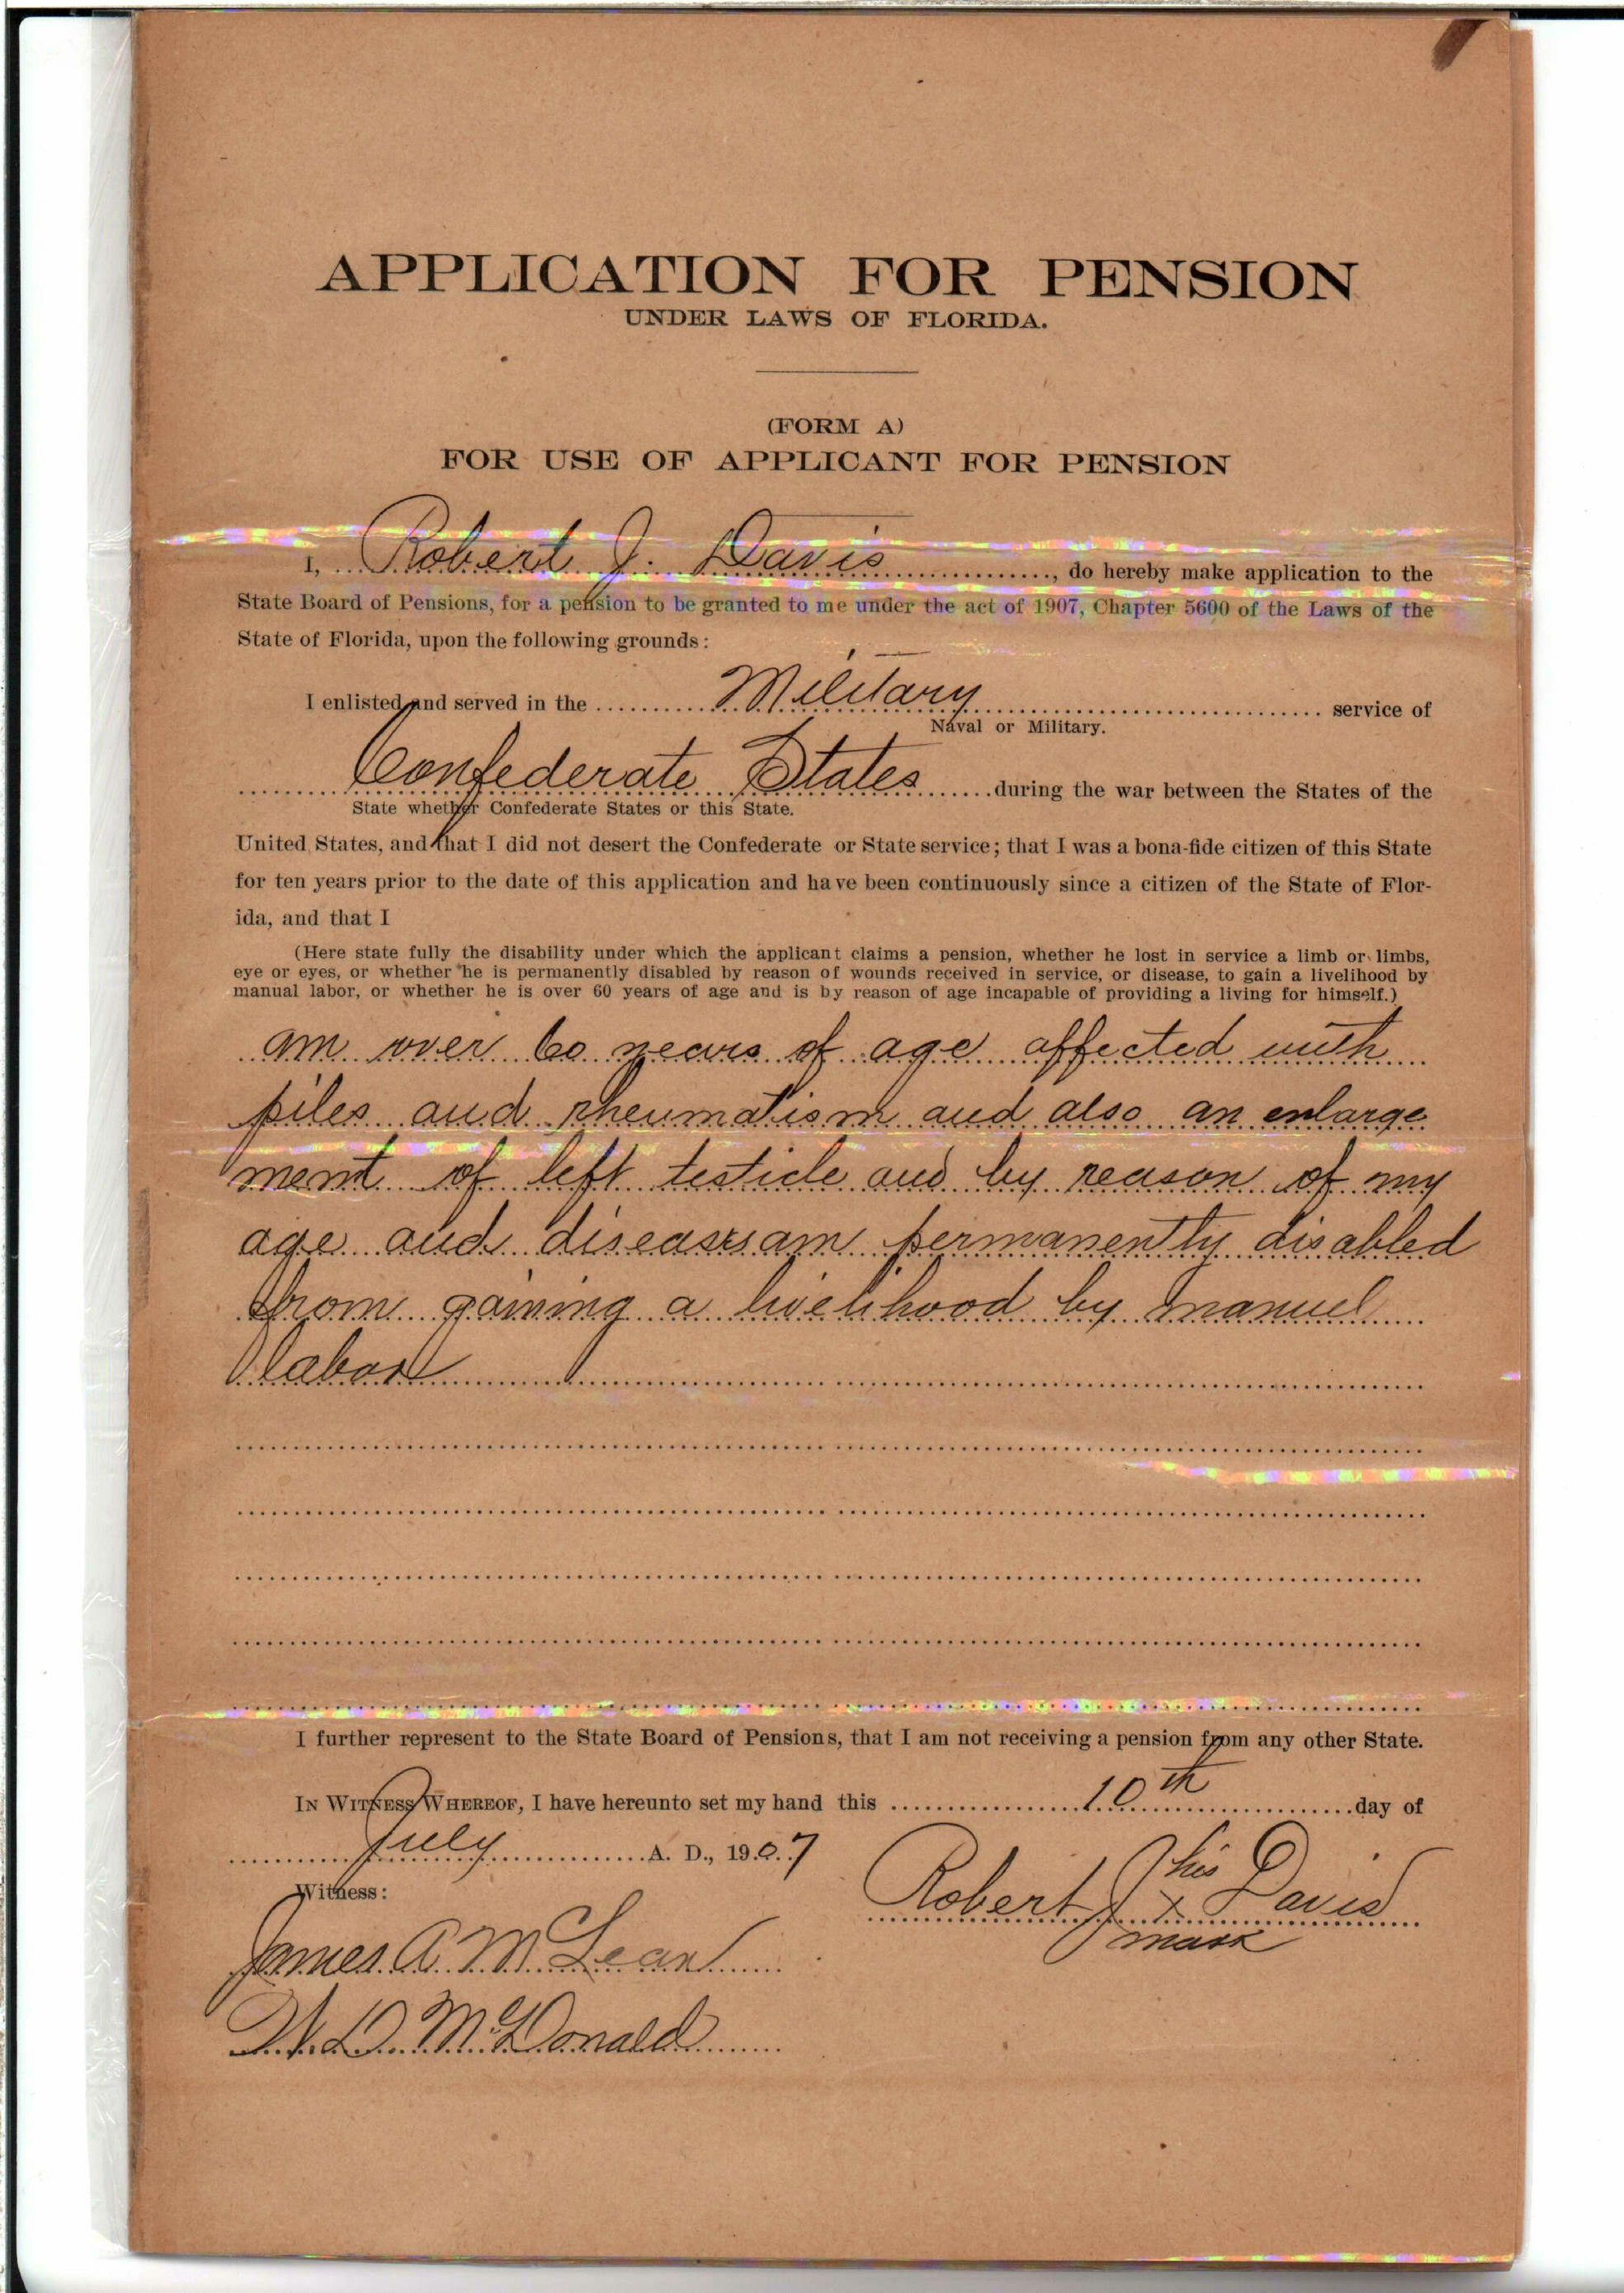 APPLICATION FOR PENSION
UNDER LAWS OF FLORIDA.
(FORM A)
FOR USE OF APPLICANT FOR PENSION
I, Robert J. Davis, do hereby make application to the
State Board of Pensions, for a pension to be granted to me under the act of 1907, Chapter 5600 of the Laws of the
State of Florida, upon the following grounds:
I enlisted and served in the Military service of
Naval or Military.
Confederate States during the war between the States of the
State whether Confederate States or this State.
United States, and that I did not desert the Confederate or State service; that I was a bona-fide citizen of this State
for ten years prior to the date of this application and have been continuously since a citizen of the State of Flor-
ida, and that I
(Here state fully the disability under which the applicant claims a pension, whether he lost in service a limb or limbs,
eye or eyes, or whether he is permanently disabled by reason of wounds received in service, or disease, to gain a livelihood by
manual labor, or whether he is over 60 years of age and is by reason of age incapable of providing a living for himself.)
am over 60 years of age affected with
piles and rheumatism and also an enlarge
ment of left testicle and by reason of my
age and diseases am permanently disabled
from gaining a livelihood by manuel
labor
I further represent to the State Board of Pensions, that I am not receiving a pension from any other State.
IN WITNESS WHEREOF, I have hereunto set my hand this 10th day of
July A. D., 1907
his
Witness:
Robert J x Davis
mark
James A. McLean
W. D. McDonald